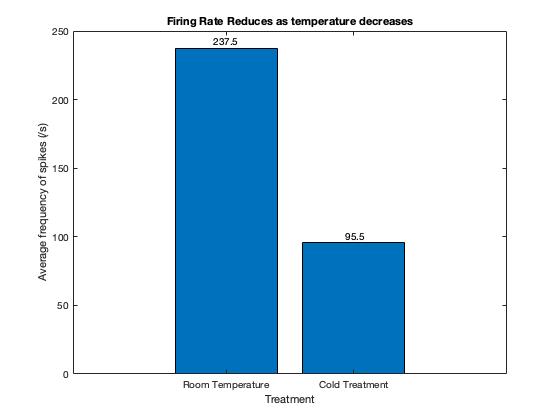 Firing Rate Reduces as temperature decreases
250
237.5
200
150
100
95.5
50
0
Average frequency of spikes (/s)
Room Temperature
Cold Treatment
Treatment